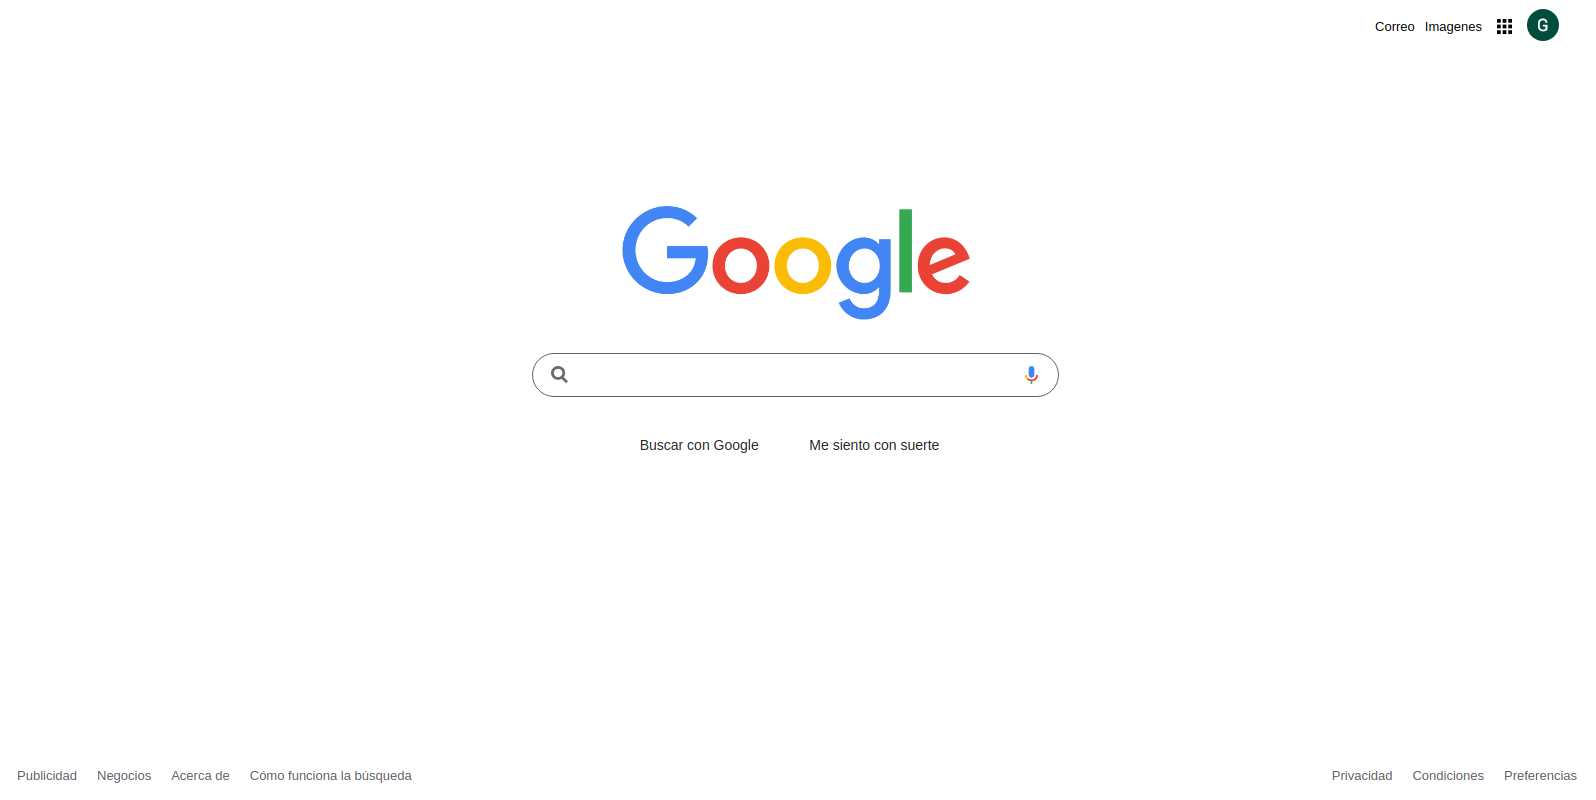 Correo Imagenes G
Google
Buscar con Google Me siento con suerte
Publicidad Negocios Acerca de Cómo funciona la búsqueda Privacidad Condiciones Preferencias